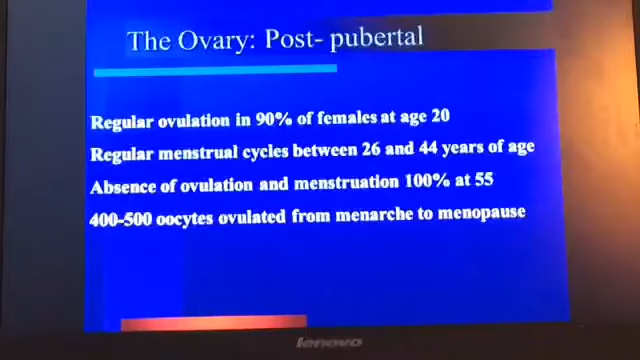 The Ovary: Post- pubertal
Regular ovulation in 90% of females at age 20
Regular menstrual cycles between 26 and 44 years of age
Absence of ovulation and menstruation 100% at 55
400-500 oocytes ovulated from menarche to menopause
lenovo